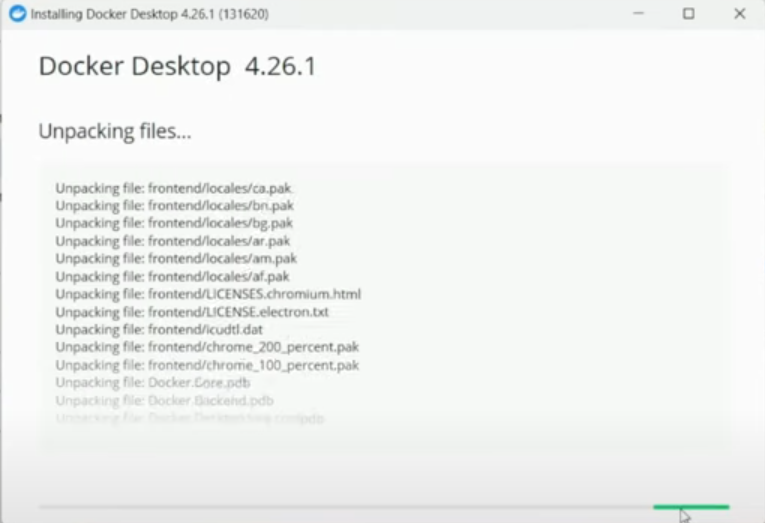 Installing Docker Desktop 4.26.1 (131620)
Docker Desktop 4.26.1
Unpacking files...
Unpacking file: frontend/locales/ca.pak
Unpacking file: frontend/locales/bn.pak
Unpacking file: frontend/locales/bg.pak
Unpacking file: frontend/locales/ar.pak
Unpacking file: frontend/locales/am.pak
Unpacking file: frontend/locales/af.pak
Unpacking file: frontend/LICENSES.chromium.html
Unpacking file: frontend/LICENSE.electron.txt
Unpacking file: frontend/icudtl.dat
Unpacking file: frontend/chrome_200_percent.pak
Unpacking file: frontend/chrome_100_percent.pak
Unpacking file: Docker.Core.pdb
Unpacking file: Docker.Backend.pdb
Unpacking file: